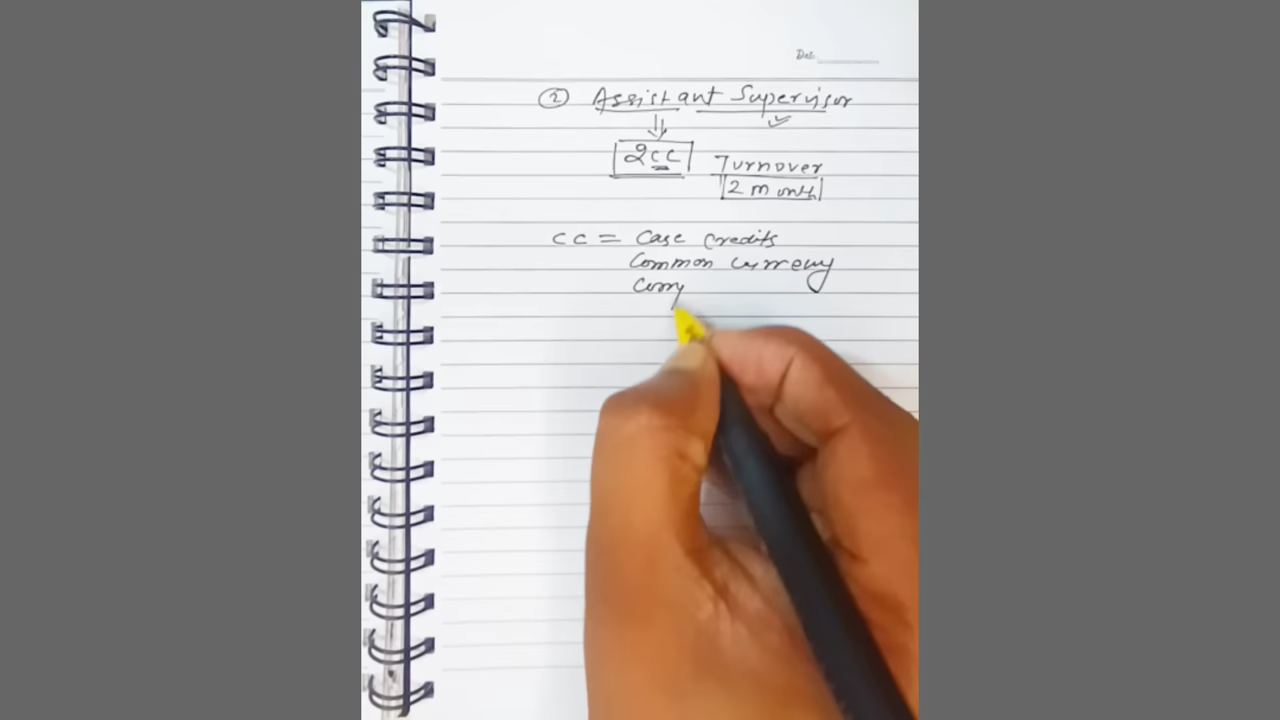 Date:
② Assistant Supervisor
2cc Turnover
2 month
cc = Case Credits
Common Currency